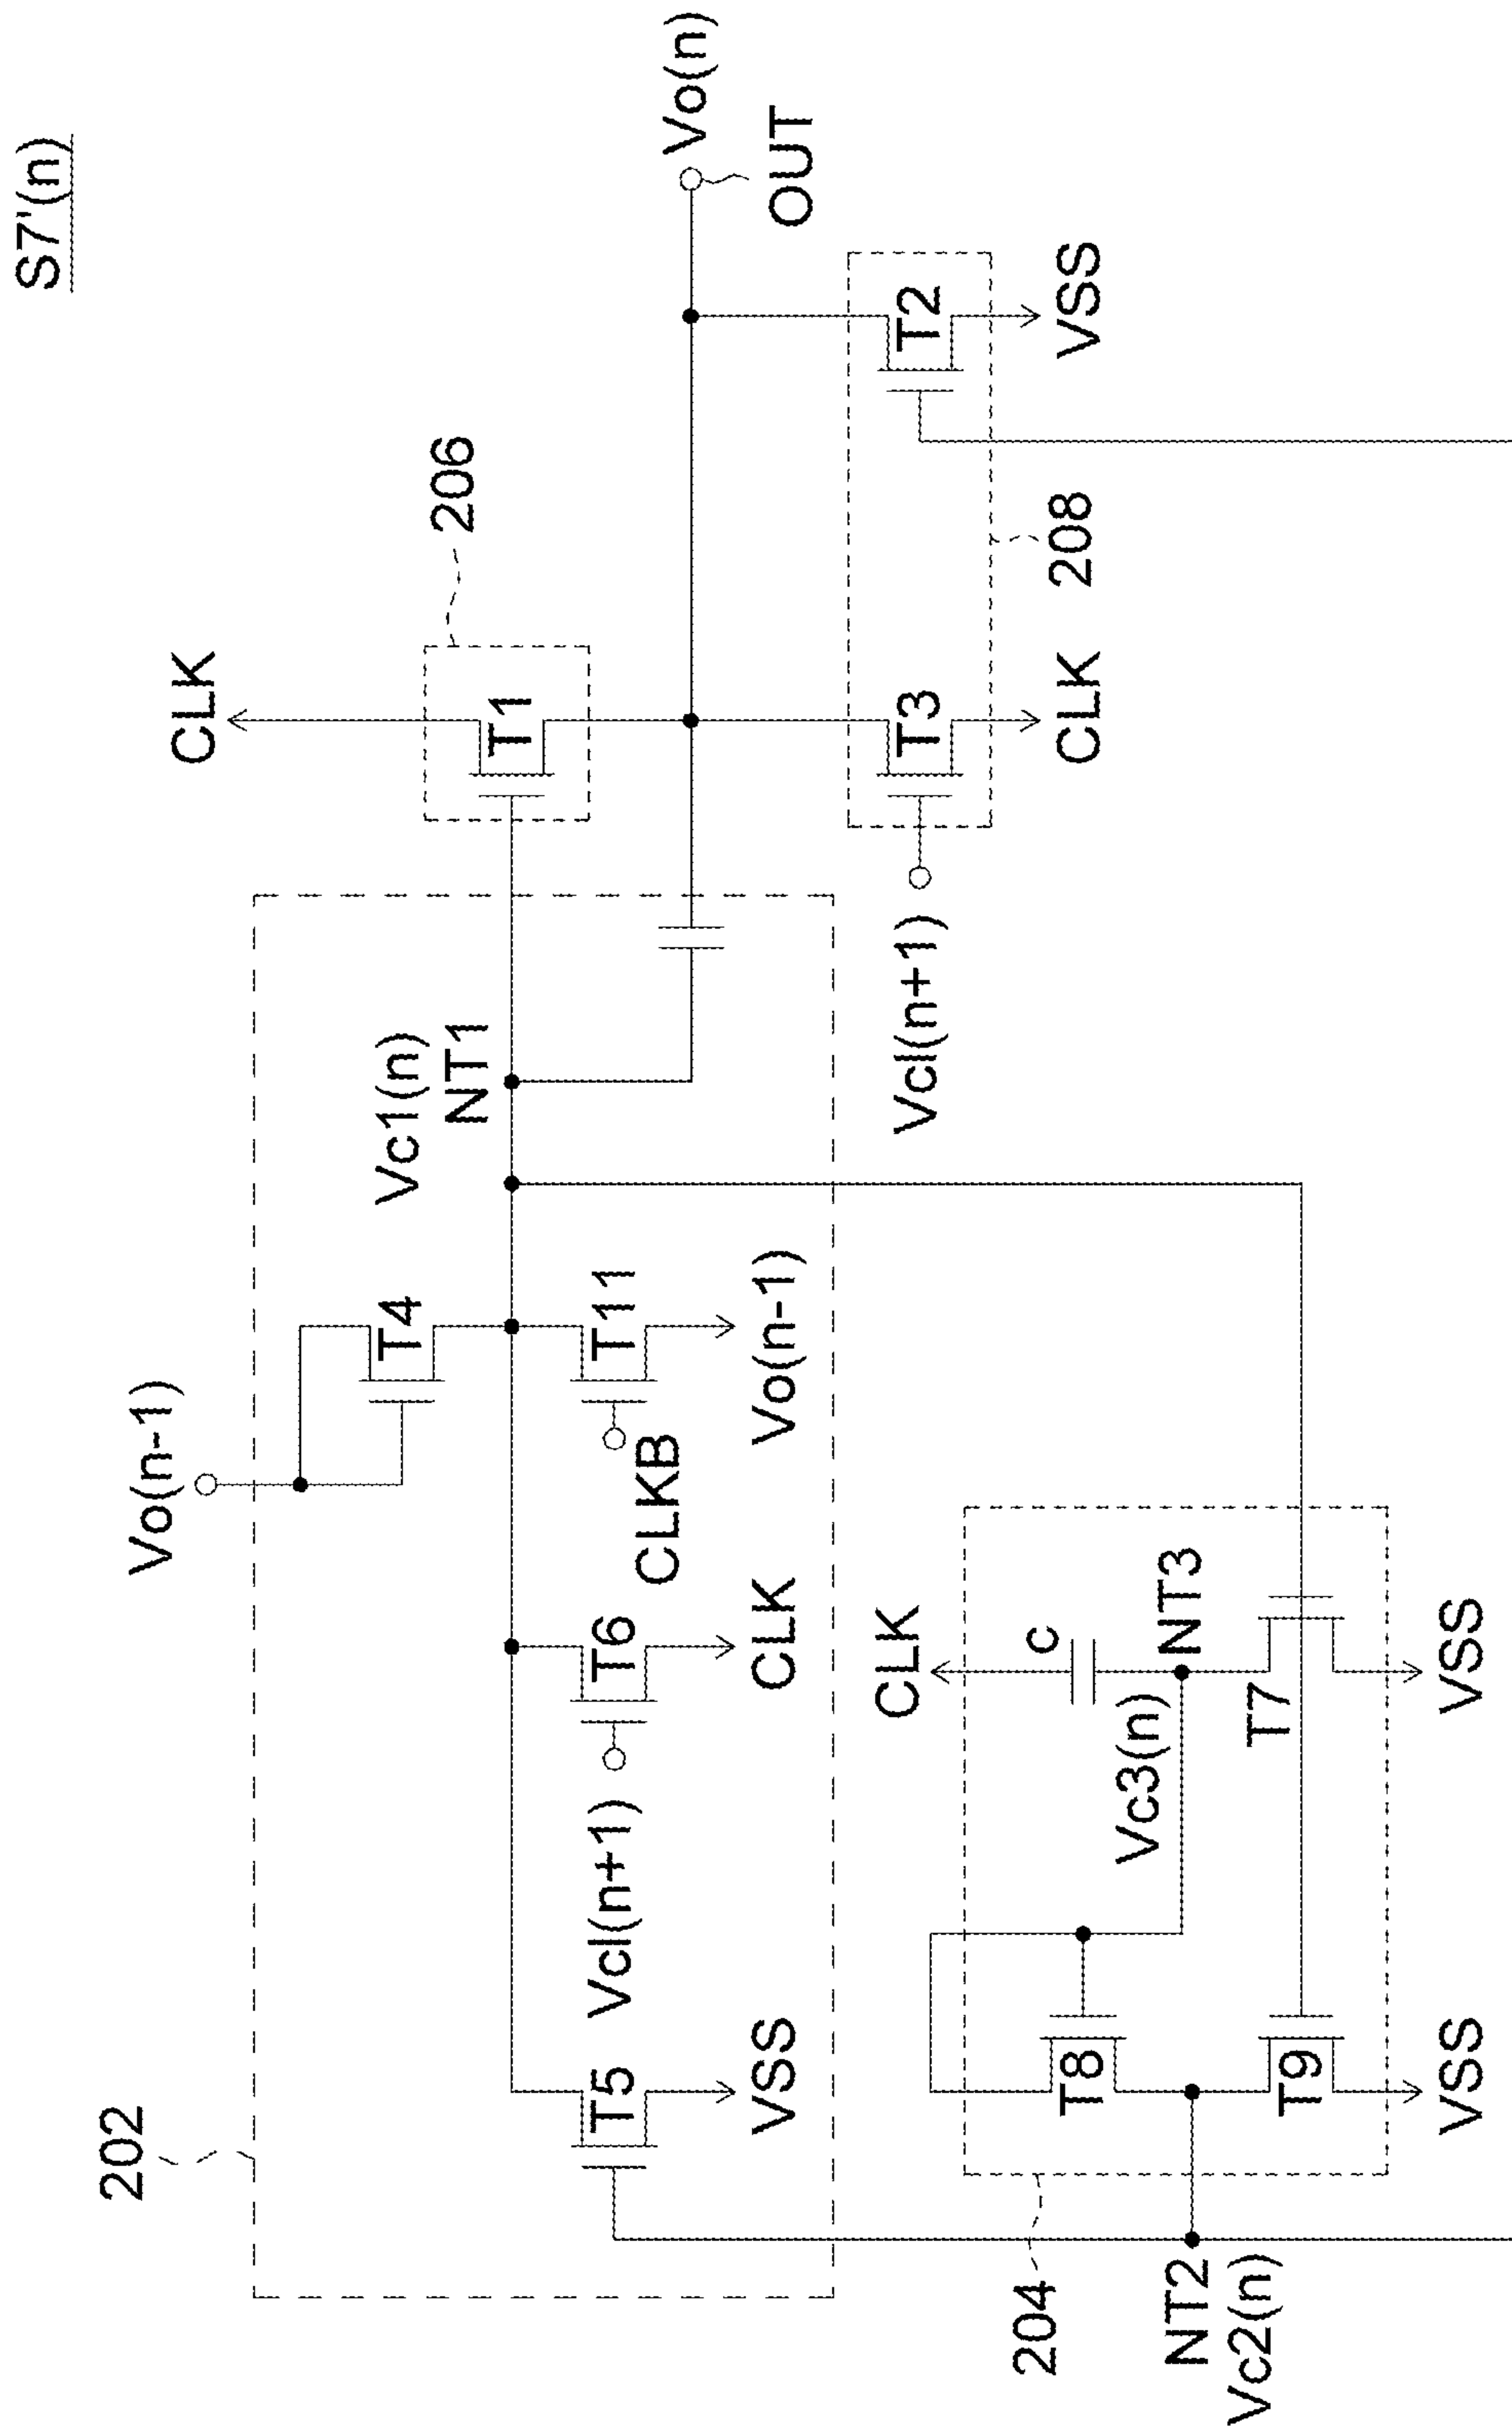 S7'(n)
202
Vo(n-1)
CLK
206
T4
T1
Vc1(n)
NT1
Vo(n)
OUT
T5
T6
T11
Vcl(n+1)
CLKB
VSS
CLK
Vo(n-1)
Vcl(n+1)
T3
T2
CLK
208
VSS
CLK
c
T8
Vc3(n)
NT3
204
NT2
Vc2(n)
T9
T7
VSS
VSS